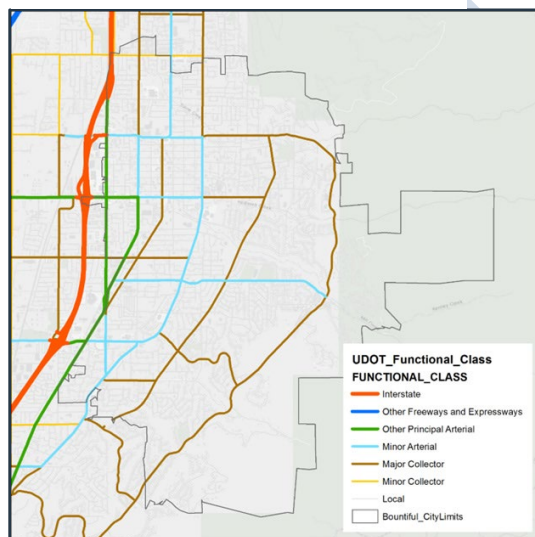 UDOT_Functional_Class
FUNCTIONAL_CLASS
Interstate
Other Freeways and Expressways
Other Principal Arterial
Minor Arterial
Major Collector
Minor Collector
Local
Bountiful_CityLimits